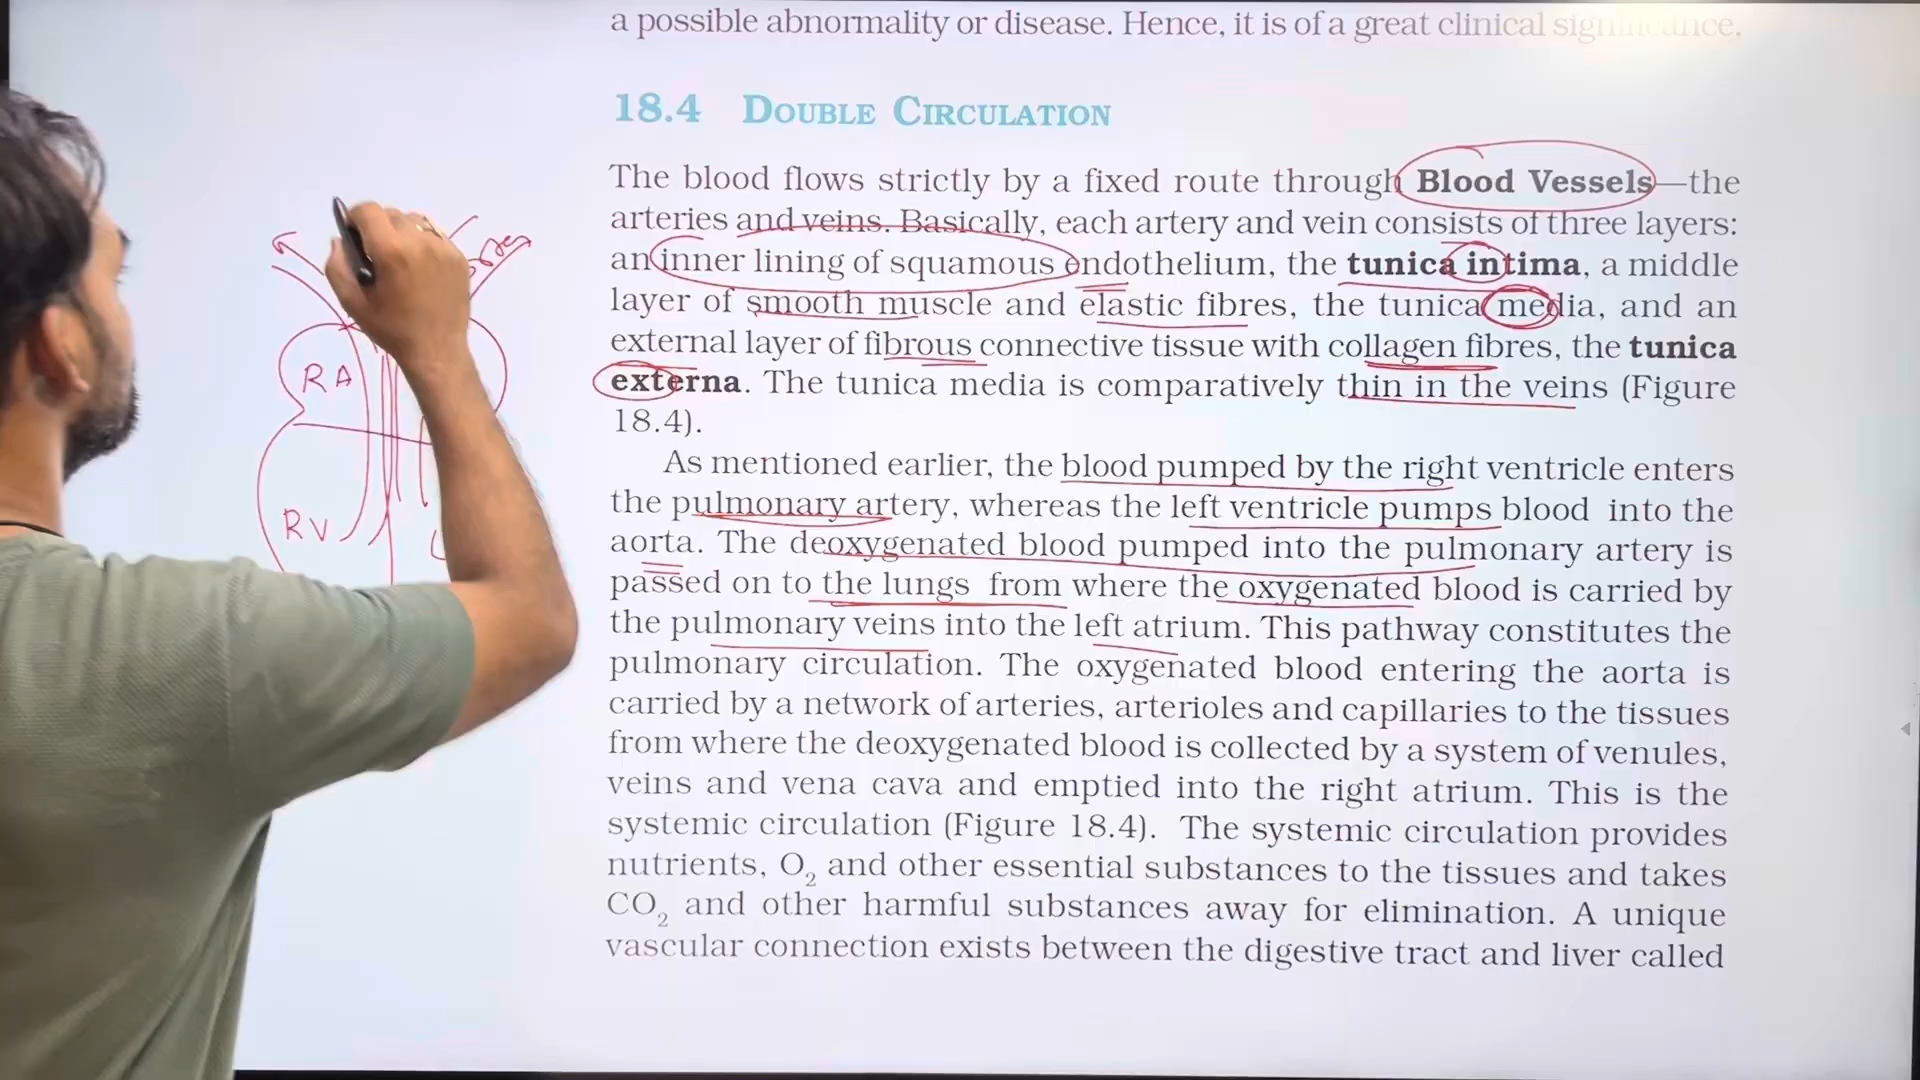 a possible abnormality or disease. Hence, it is of a great clinical significance.
18.4 DOUBLE CIRCULATION
The blood flows strictly by a fixed route through Blood Vessels—the
arteries and veins. Basically, each artery and vein consists of three layers:
an inner lining of squamous endothelium, the tunica intima, a middle
layer of smooth muscle and elastic fibres, the tunica media, and an
external layer of fibrous connective tissue with collagen fibres, the tunica
externa. The tunica media is comparatively thin in the veins (Figure
18.4).
As mentioned earlier, the blood pumped by the right ventricle enters
the pulmonary artery, whereas the left ventricle pumps blood into the
aorta. The deoxygenated blood pumped into the pulmonary artery is
passed on to the lungs from where the oxygenated blood is carried by
the pulmonary veins into the left atrium. This pathway constitutes the
pulmonary circulation. The oxygenated blood entering the aorta is
carried by a network of arteries, arterioles and capillaries to the tissues
from where the deoxygenated blood is collected by a system of venules,
veins and vena cava and emptied into the right atrium. This is the
systemic circulation (Figure 18.4). The systemic circulation provides
nutrients, O2 and other essential substances to the tissues and takes
CO2 and other harmful substances away for elimination. A unique
vascular connection exists between the digestive tract and liver called
RA
RV